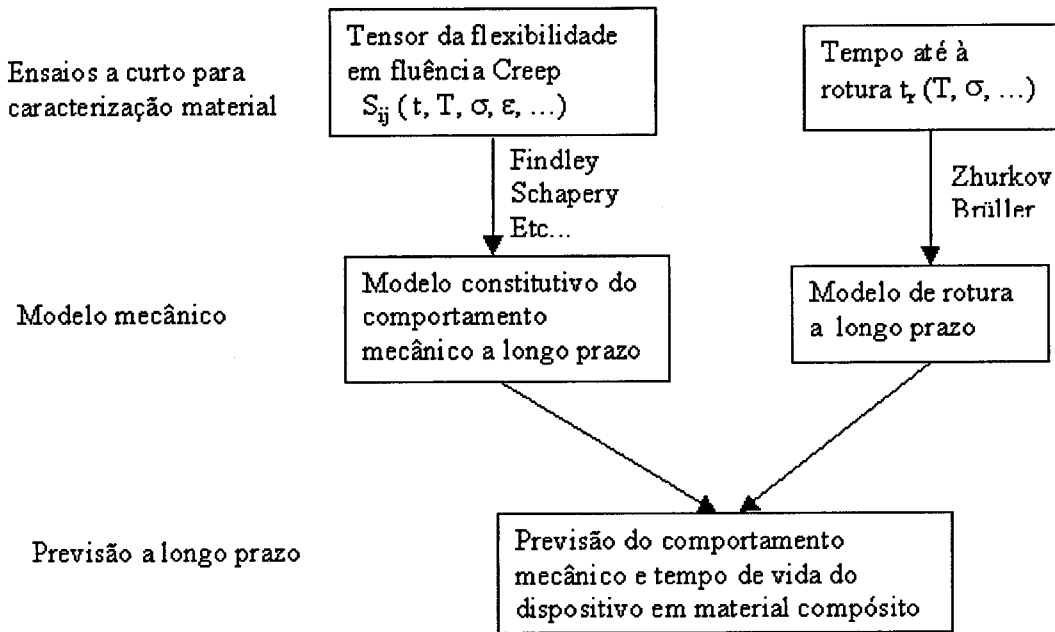 Ensaios a curto para
caracterização material
Tensor da flexibilidade
em fluência Creep
S_ij ( t, T, σ, ε, ...)
Tempo até à
rotura t_r (T, σ, ...)
Findley
Schapery
Etc...
Zhurkov
Brüller
Modelo mecânico
Modelo constitutivo do
comportamento
mecânico a longo prazo
Modelo de rotura
a longo prazo
Previsão a longo prazo
Previsão do comportamento
mecânico e tempo de vida do
dispositivo em material compósito